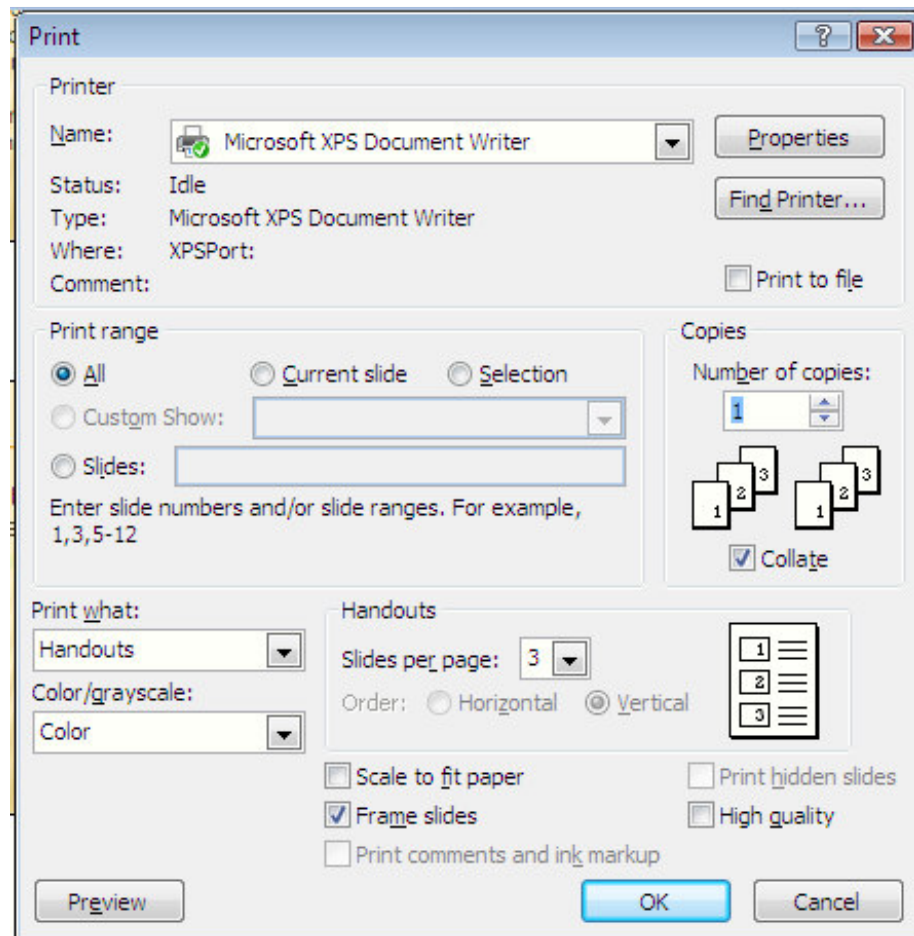 Print
Printer
Name: Microsoft XPS Document Writer Properties
Status: Idle Find Printer...
Type: Microsoft XPS Document Writer
Where: XPSPort:
Comment: Print to file
Print range
All Current slide Selection
Custom Show:
Slides:
Enter slide numbers and/or slide ranges. For example,
1,3,5-12
Copies
Number of copies:
1
1 2 3 1 2 3
Collate
Print what:
Handouts
Color/grayscale:
Color
Handouts
Slides per page: 3
Order: Horizontal Vertical
1
2
3
Scale to fit paper Print hidden slides
Frame slides High quality
Print comments and ink markup
Preview OK Cancel